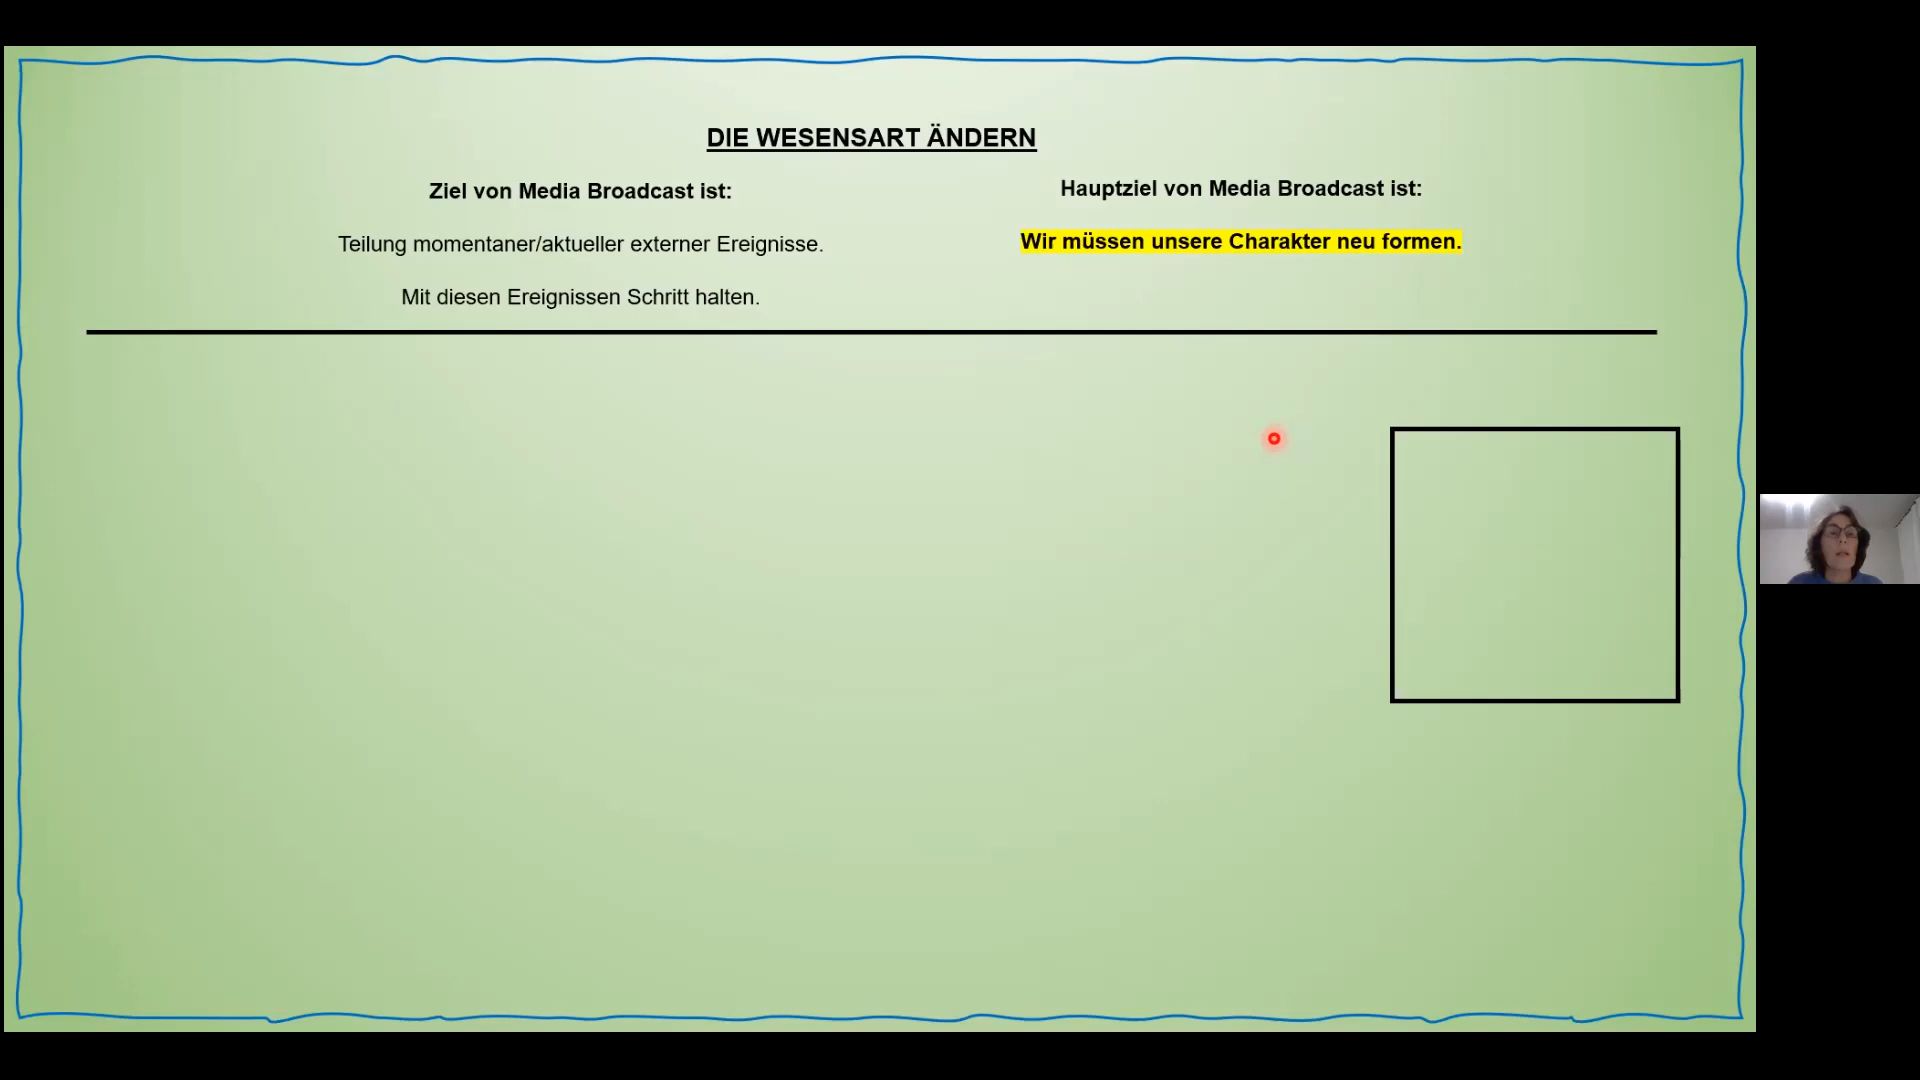 DIE WESENSART ÄNDERN
Ziel von Media Broadcast ist:
Teilung momentaner/aktueller externer Ereignisse.
Mit diesen Ereignissen Schritt halten.
Hauptziel von Media Broadcast ist:
Wir müssen unsere Charakter neu formen.